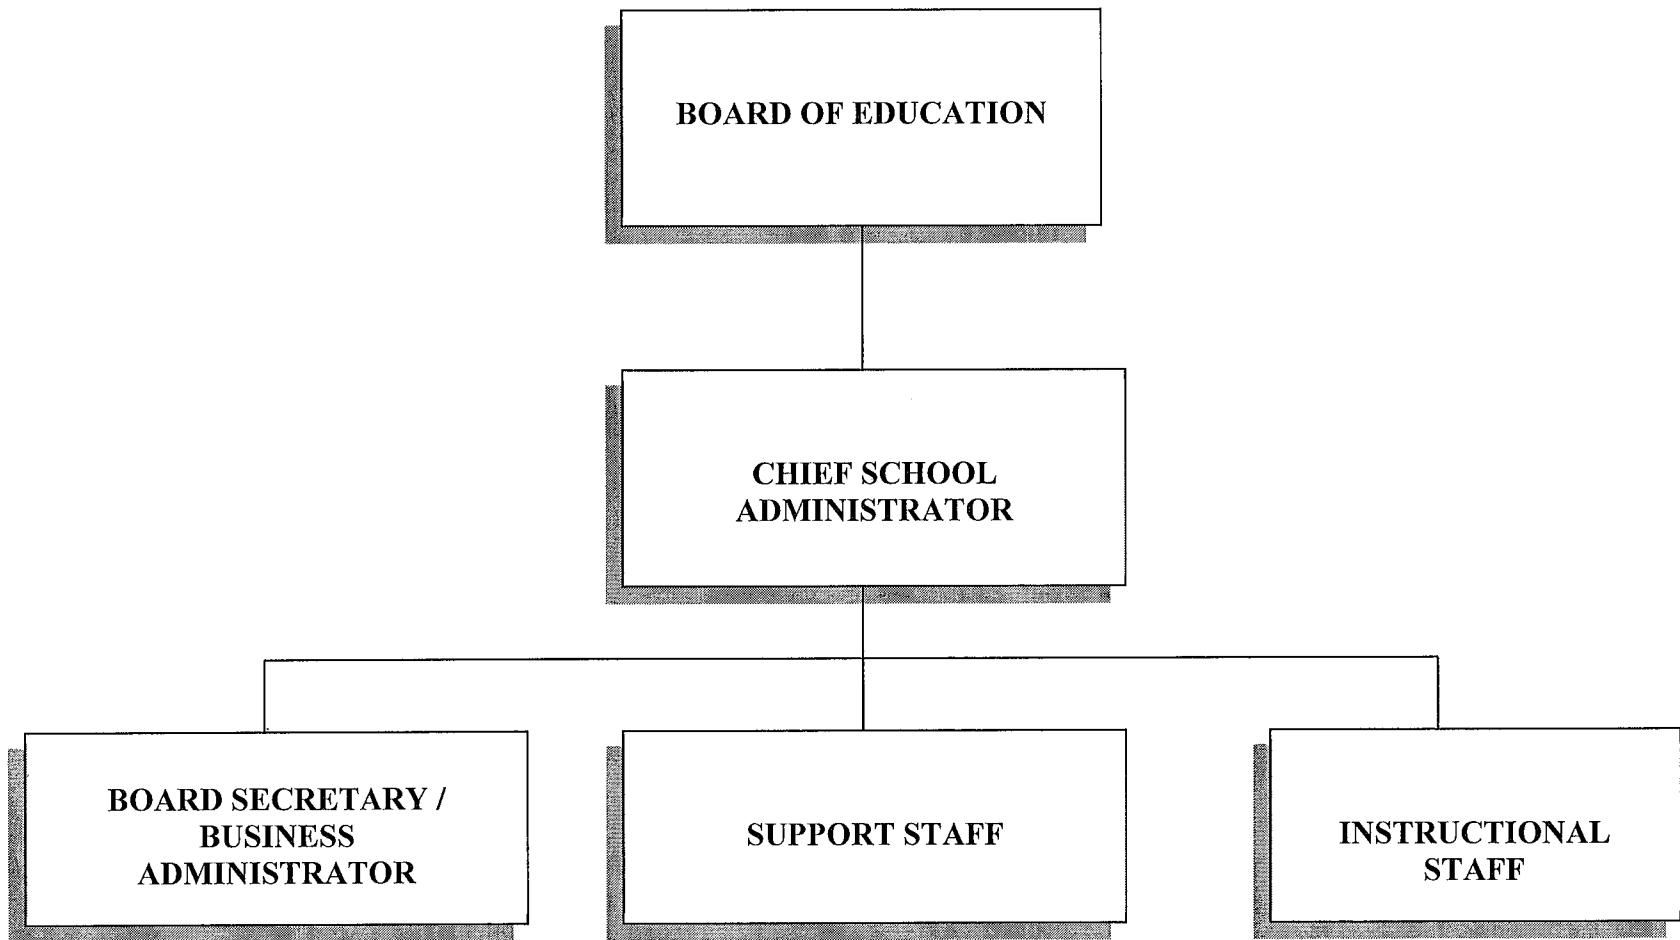 BOARD OF EDUCATION
CHIEF SCHOOL
ADMINISTRATOR
BOARD SECRETARY /
BUSINESS
ADMINISTRATOR
SUPPORT STAFF
INSTRUCTIONAL
STAFF